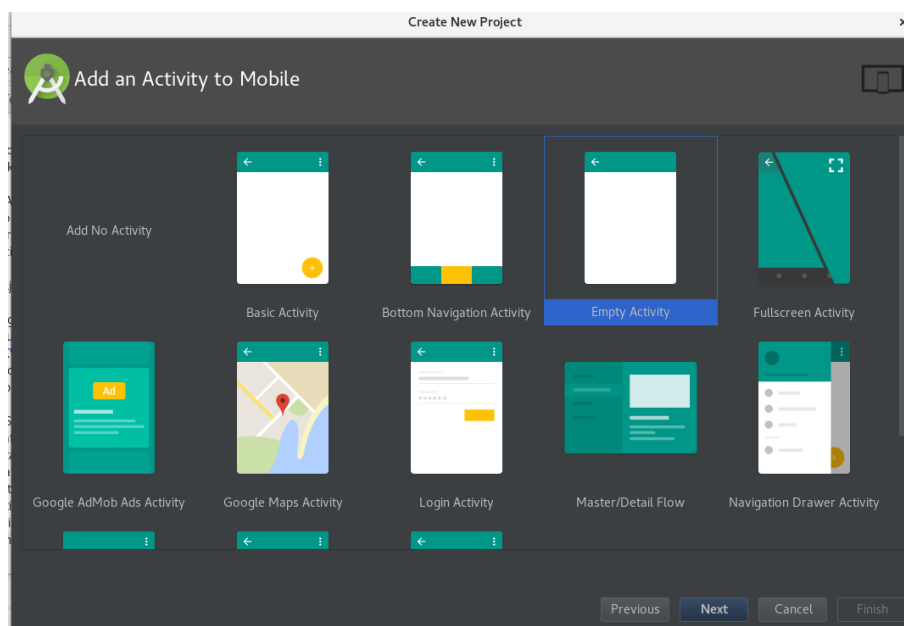 Create New Project
Add an Activity to Mobile
Add No Activity
Basic Activity
Bottom Navigation Activity
Empty Activity
Fullscreen Activity
Ad
Google AdMob Ads Activity
Google Maps Activity
Login Activity
Master/Detail Flow
Navigation Drawer Activity
Previous
Next
Cancel
Finish